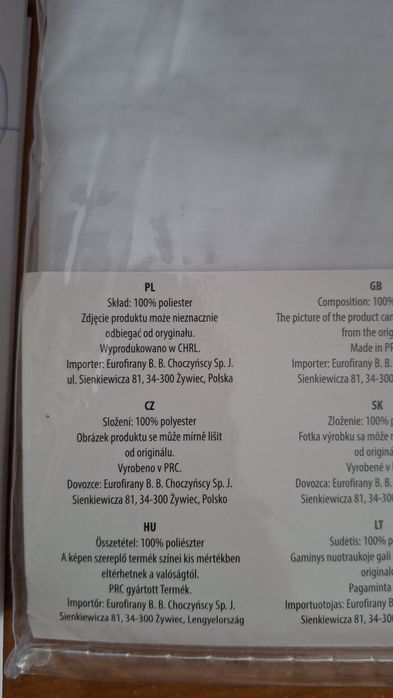 PL
Skład: 100% poliester
Zdjęcie produktu może nieznacznie
odbiegać od oryginału.
Wyprodukowano w CHRL.
Importer: Eurofirany B. B. Choczyńscy Sp. J.
ul. Sienkiewicza 81, 34-300 Żywiec, Polska
CZ
Složení: 100% polyester
Obrázek produktu se může mírně lišit
od originálu.
Vyrobeno v PRC.
Dovozce: Eurofirany B. B. Choczyńscy Sp. J.
Sienkiewicza 81, 34-300 Żywiec, Polsko
HU
Összetétel: 100% poliészter
A képen szereplő termék színei kis mértékben
eltérhetnek a valóságtól.
PRC gyártott Termék.
Importőr: Eurofirany B. B. Choczyńscy Sp. J.
Sienkiewicza 81, 34-300 Żywiec, Lengyelország
GB
Composition: 100%
The picture of the product can
from the orig
Made in PR
Importer: Eurofirany B. B.
Sienkiewicza 81, 34-300
SK
Zloženie: 100% p
Fotka výrobku sa môže m
od originá
Vyrobené v
Dovozca: Eurofirany B. B.
Sienkiewicza 81, 34-30
LT
Sudėtis: 100% p
Gaminys nuotraukoje gali
original
Pagaminta
Importuotojas: Eurofirany B
Sienkiewicza 81, 34-30